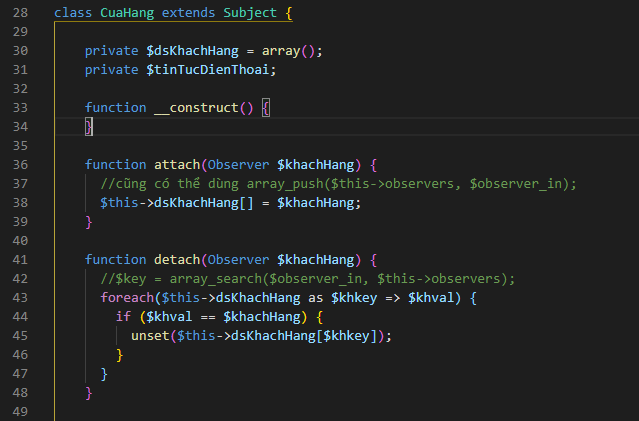 28 class CuaHang extends Subject {
29
30     private $dsKhachHang = array();
31     private $tinTucDienThoai;
32
33     function __construct() {
34     }
35
36     function attach(Observer $khachHang) {
37       //cũng có thể dùng array_push($this->observers, $observer_in);
38       $this->dsKhachHang[] = $khachHang;
39     }
40
41     function detach(Observer $khachHang) {
42       //$key = array_search($observer_in, $this->observers);
43       foreach($this->dsKhachHang as $khkey => $khval) {
44         if ($khval == $khachHang) {
45           unset($this->dsKhachHang[$khkey]);
46         }
47       }
48     }
49